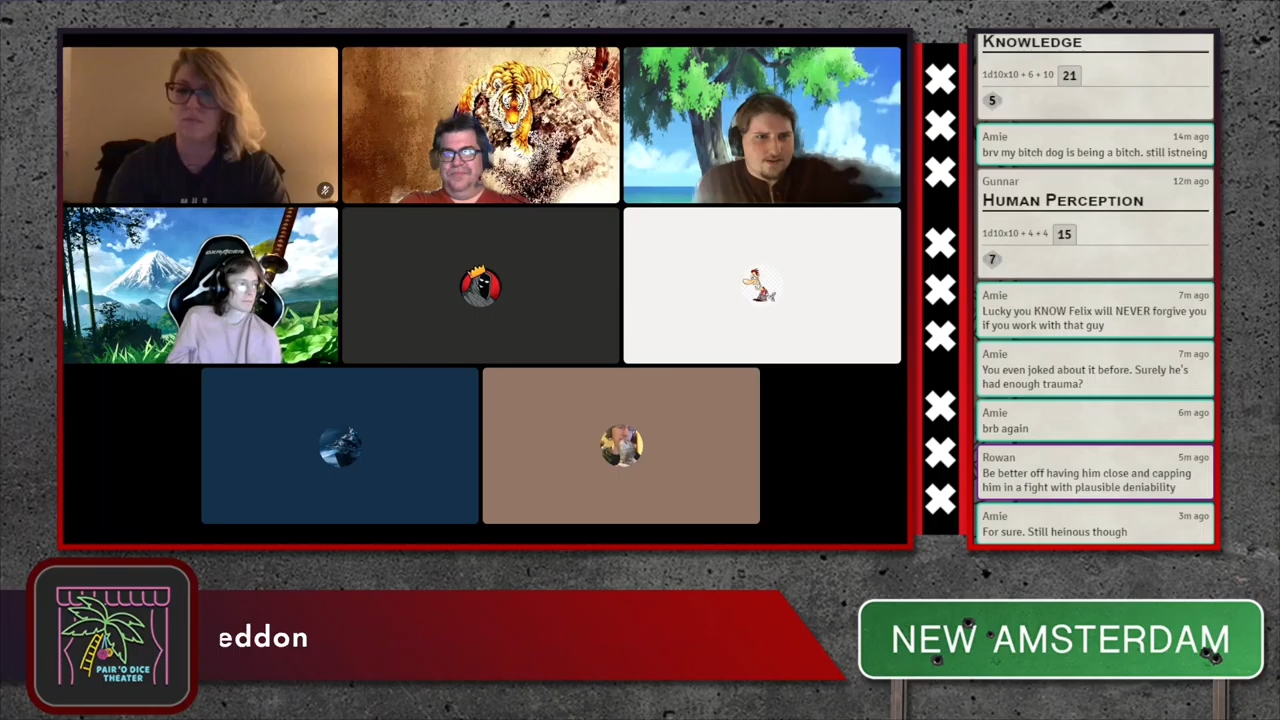 KNOWLEDGE
1d10x10 + 6 + 10 21
5
Amie 14m ago
brv my bitch dog is being a bitch. still istneing
Gunnar 12m ago
HUMAN PERCEPTION
1d10x10 + 4 + 4 15
7
Amie 7m ago
Lucky you KNOW Felix will NEVER forgive you
if you work with that guy
Amie 7m ago
You even joked about it before. Surely he's
had enough trauma?
Amie 6m ago
brb again
Rowan 5m ago
Be better off having him close and capping
him in a fight with plausible deniability
Amie 3m ago
For sure. Still heinous though
PAIR'O DICE
THEATER
eddon
NEW AMSTERDAM